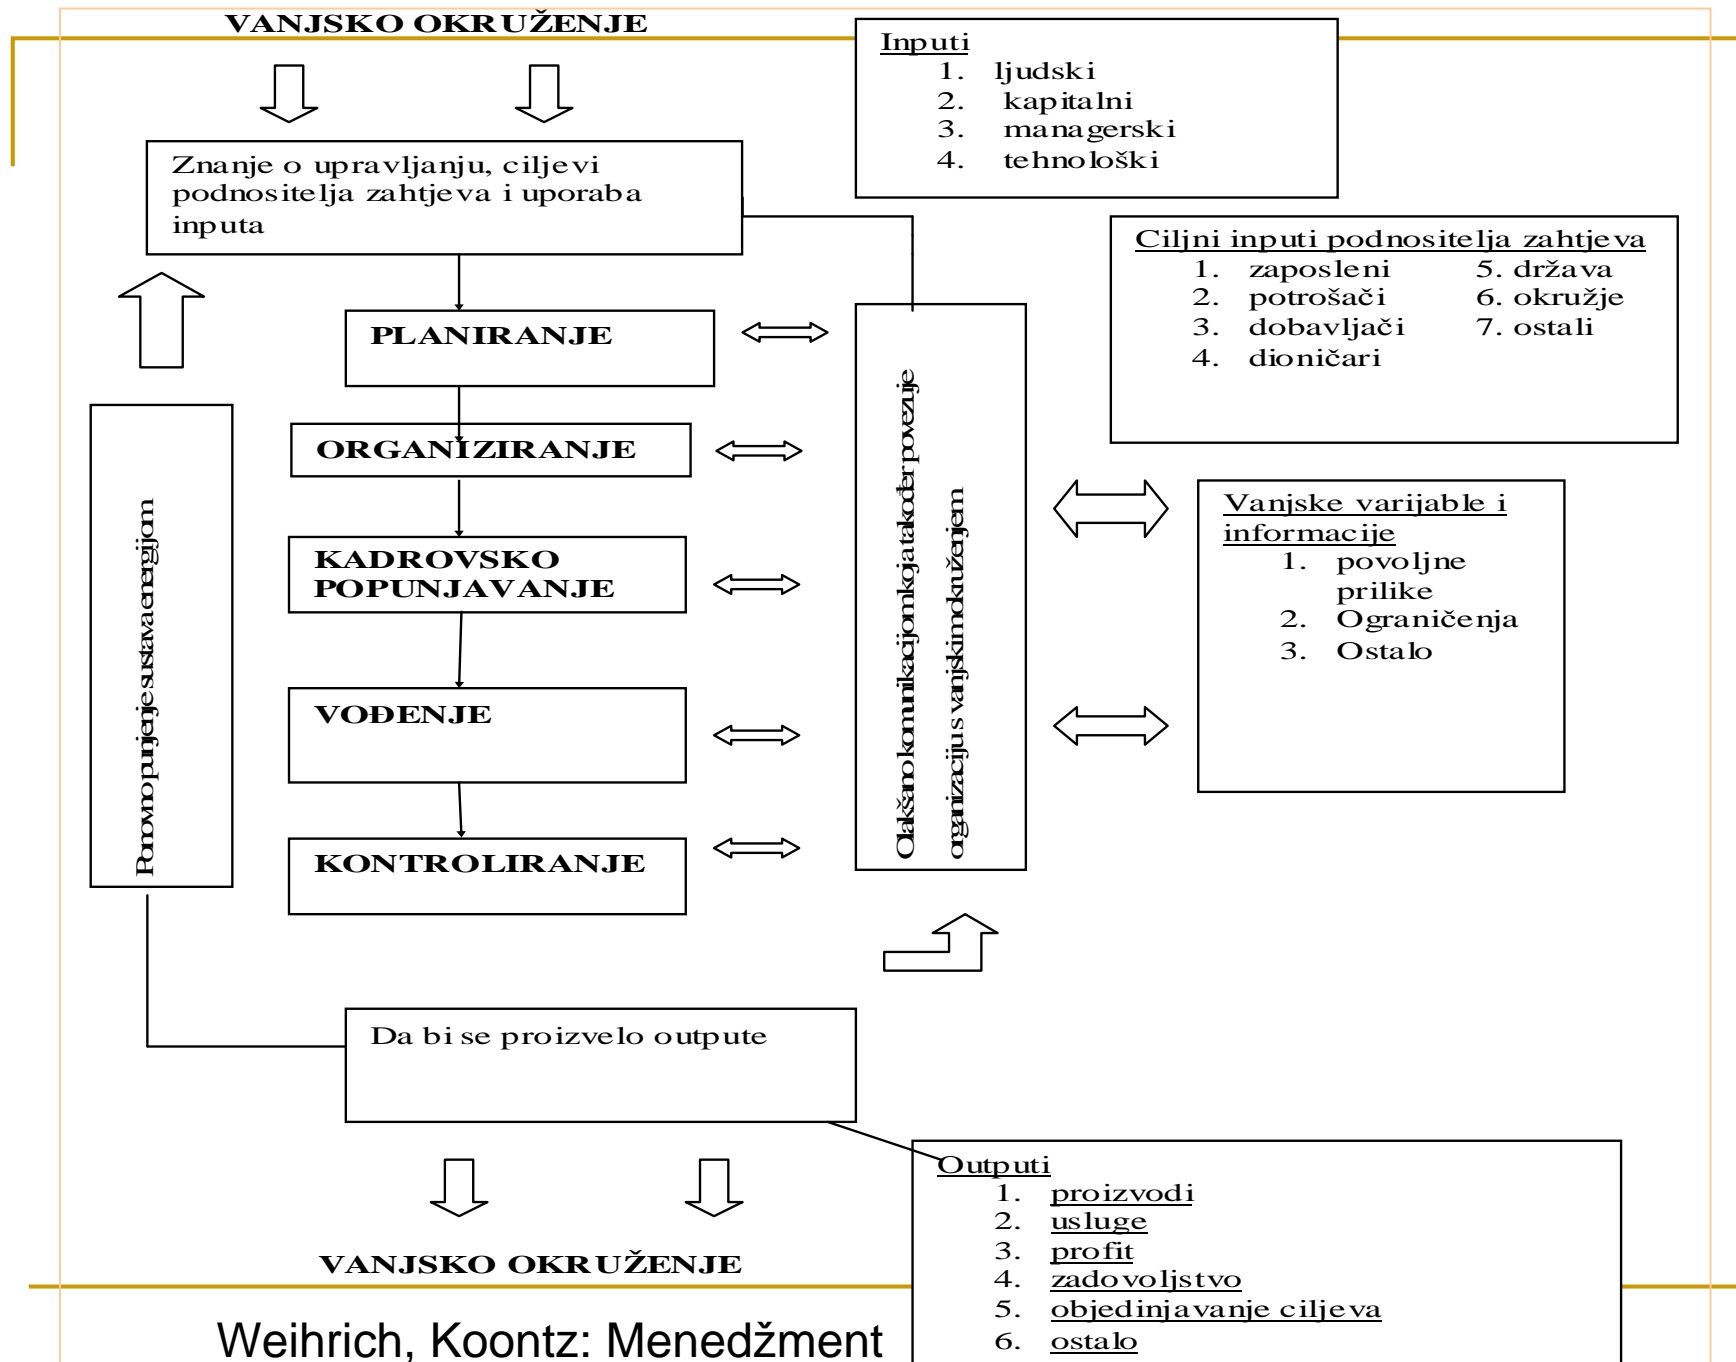 VANJSKO OKRUŽENJE
Inputi
1. ljudski
2. kapitalni
3. managerski
4. tehnološki
Znanje o upravljanju, ciljevi
podnositelja zahtjeva i uporaba
inputa
Ciljni inputi podnositelja zahtjeva
1. zaposleni 5. država
2. potrošači 6. okružje
3. dobavljači 7. ostali
4. dioničari
PLANIRANJE
ORGANIZIRANJE
KADROVSKO
POPUNJAVANJE
VOĐENJE
KONTROLIRANJE
Ponovno punjenje sustava energijom
Olakšano komunikacijom koja također povezuje
organizaciju s vanjskim okruženjem
Vanjske varijable i
informacije
1. povoljne
prilike
2. Ograničenja
3. Ostalo
Da bi se proizvelo outpute
Outputi
1. proizvodi
2. usluge
3. profit
4. zadovoljstvo
5. objedinjavanje ciljeva
6. ostalo
VANJSKO OKRUŽENJE
Weihrich, Koontz: Menedžment